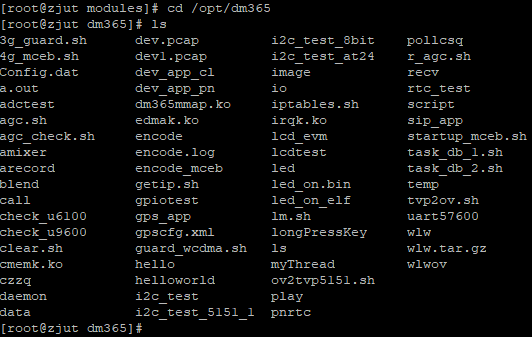 [root@zjut modules]# cd /opt/dm365
[root@zjut dm365]# ls
3g_guard.sh dev.pcap i2c_test_8bit pollcsq
4g_mceb.sh dev1.pcap i2c_test_at24 r_agc.sh
Config.dat dev_app_cl image recv
a.out dev_app_pn io rtc_test
adctest dm365mmap.ko iptables.sh script
agc.sh edmak.ko irqk.ko sip_app
agc_check.sh encode lcd_evm startup_mceb.sh
amixer encode.log lcdtest task_db_1.sh
arecord encode_mceb led task_db_2.sh
blend getip.sh led_on.bin temp
call gpiotest led_on_elf tvp2ov.sh
check_u6100 gps_app lm.sh uart57600
check_u9600 gpscfg.xml longPressKey wlw
clear.sh guard_wcdma.sh ls wlw.tar.gz
cmemk.ko hello myThread wlwov
czzq helloworld ov2tvp5151.sh
daemon i2c_test play
data i2c_test_5151_1 pnrtc
[root@zjut dm365]#